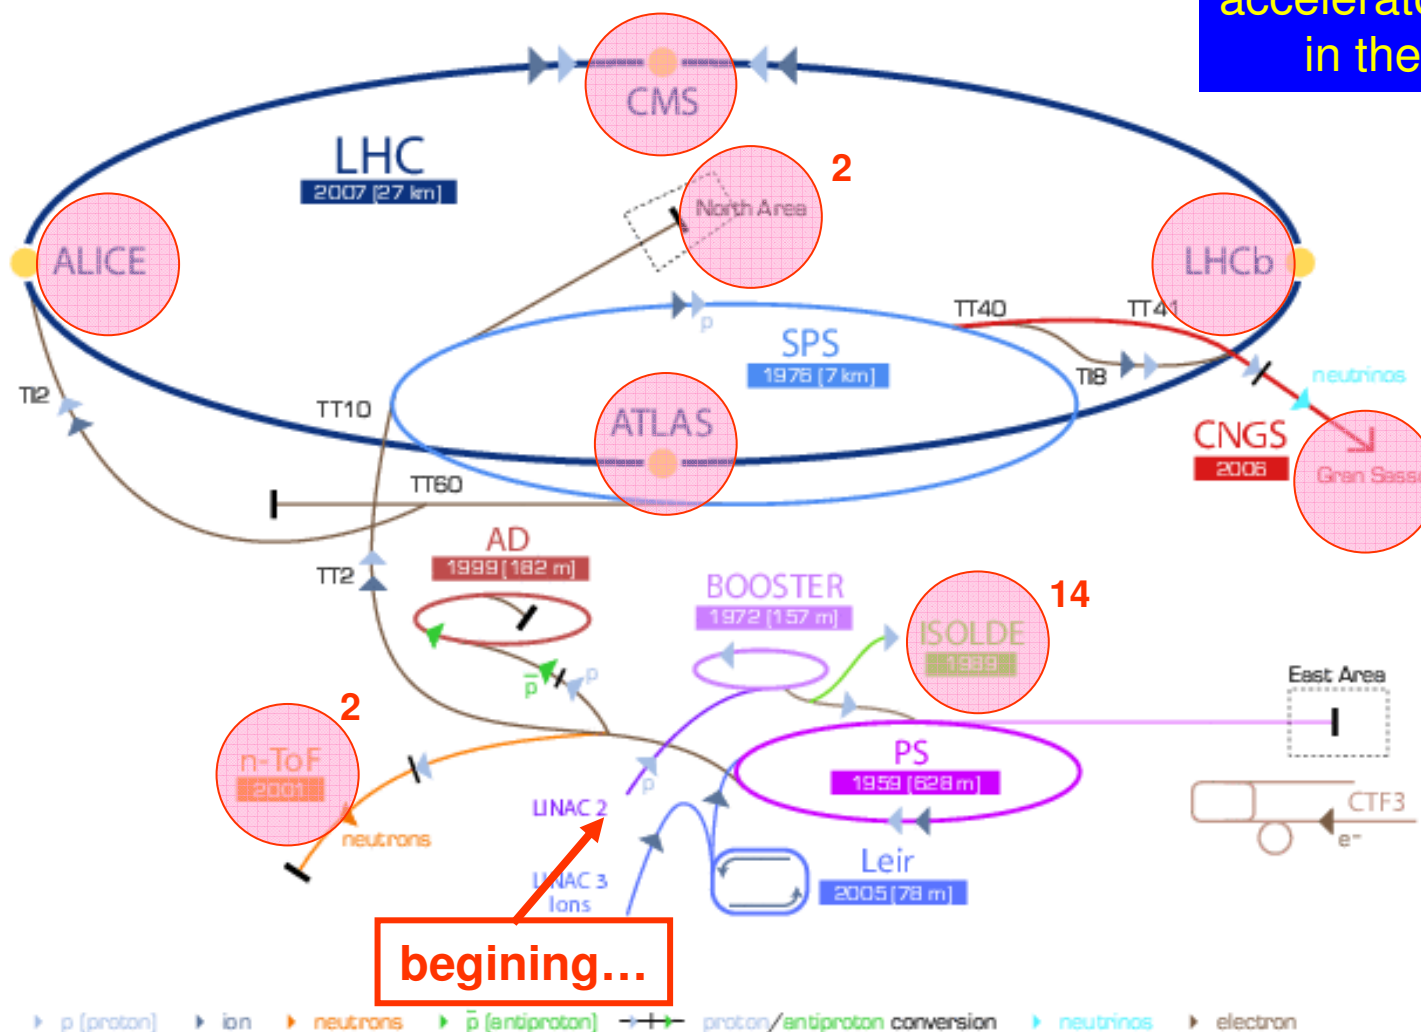 in the
CMS
LHC
2007 [27 km]
2
North Area
ALICE
LHCb
TT40
TT41
p
SPS
1976 [7 km]
TI8
neutrinos
TI2
TT10
ATLAS
CNGS
2006
Gran Sasso
TT60
AD
1999 [182 m]
TT2
BOOSTER
1972 [157 m]
14
ISOLDE
1989
p̅
p
East Area
2
n-ToF
2001
PS
1959 [628 m]
p
LINAC 2
CTF3
e-
neutrons
Leir
2005 [78 m]
LINAC 3
Ions
begining...
p [proton] ion neutrons p̅ [antiproton] proton/antiproton conversion neutrinos electron